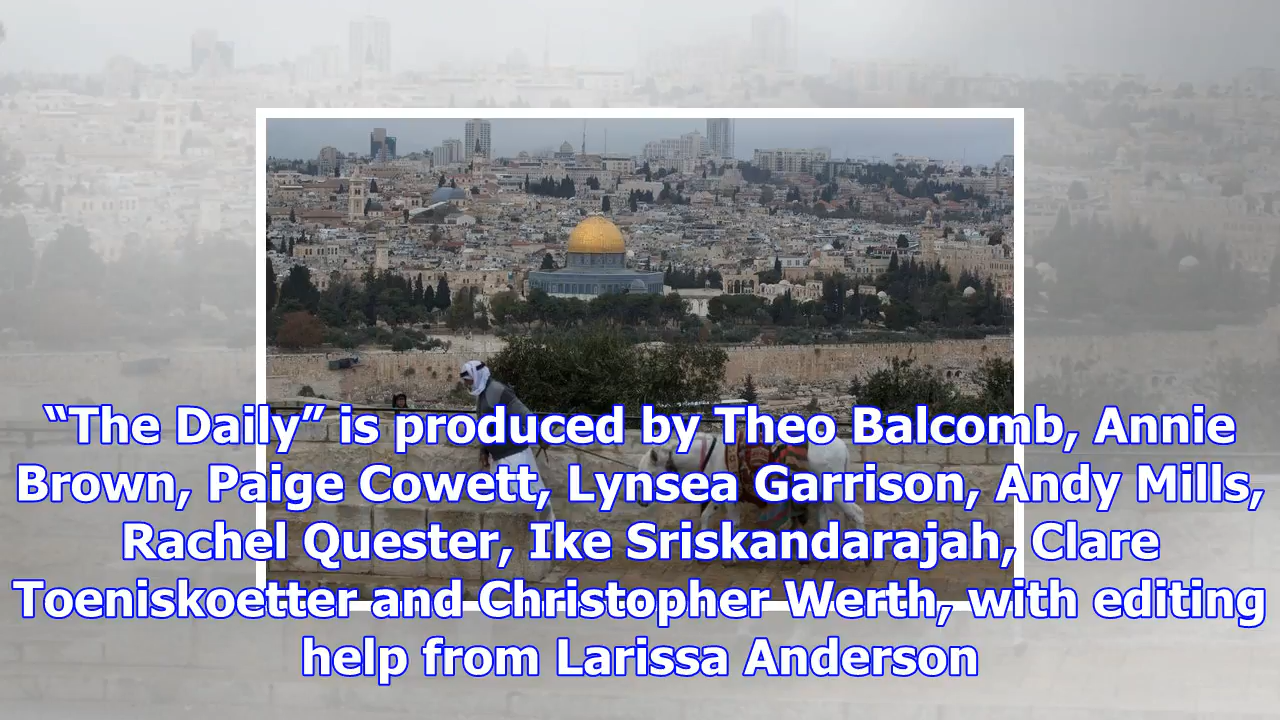 “The Daily” is produced by Theo Balcomb, Annie
Brown, Paige Cowett, Lynsea Garrison, Andy Mills,
Rachel Quester, Ike Sriskandarajah, Clare
Toeniskoetter and Christopher Werth, with editing
help from Larissa Anderson